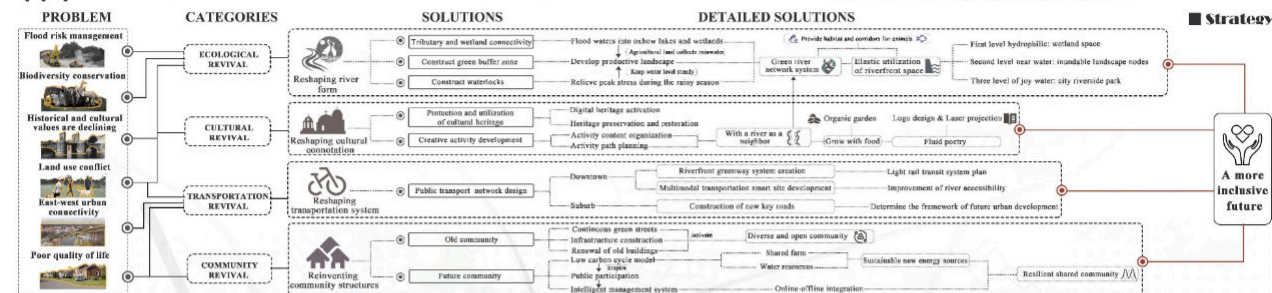 PROBLEM
CATEGORIES
SOLUTIONS
DETAILED SOLUTIONS
Strategy
Flood risk management
Biodiversity conservation
Historical and cultural
values are declining
Land use conflict
East-west urban
connectivity
Poor quality of life
ECOLOGICAL
REVIVAL
CULTURAL
REVIVAL
TRANSPORTATION
REVIVAL
COMMUNITY
REVIVAL
Reshaping river
form
Tributary and wetland connectivity
Construct green buffer zone
Construct waterlocks
Flood waters into oxbow lakes and wetlands
Agricultural land collects rainwater
Develop productive landscape
Keep water level steady
Relieve peak stress during the rainy season
Provide habitat and corridors for animals
Green river
network system
Elastic utilization
of riverfront space
First level hydrophilic: wetland space
Second level near water: inundable landscape nodes
Three level of joy water: city riverside park
Reshaping cultural
connotation
Protection and utilization
of cultural heritage
Creative activity development
Digital heritage activation
Heritage preservation and restoration
Activity content organization
Activity path planning
With a river as a
neighbor
Organic garden
Grow with food
Logo design & Laser projection
Fluid poetry
Reshaping
transportation system
Public transport network design
Downtown
Suburb
Riverfront greenway system creation
Multimodal transportation smart site development
Construction of new key roads
Light rail transit system plan
Improvement of river accessibility
Determine the framework of future urban development
Reinventing
community structures
Old community
Future community
Continuous green streets
Infrastructure construction
Renewal of old buildings
activate
Diverse and open community
Low carbon cycle model
Inspire
Public participation
Intelligent management system
Shared farm
Water resources
Sustainable new energy sources
Online-offline integration
Resilient shared community
A more
inclusive
future